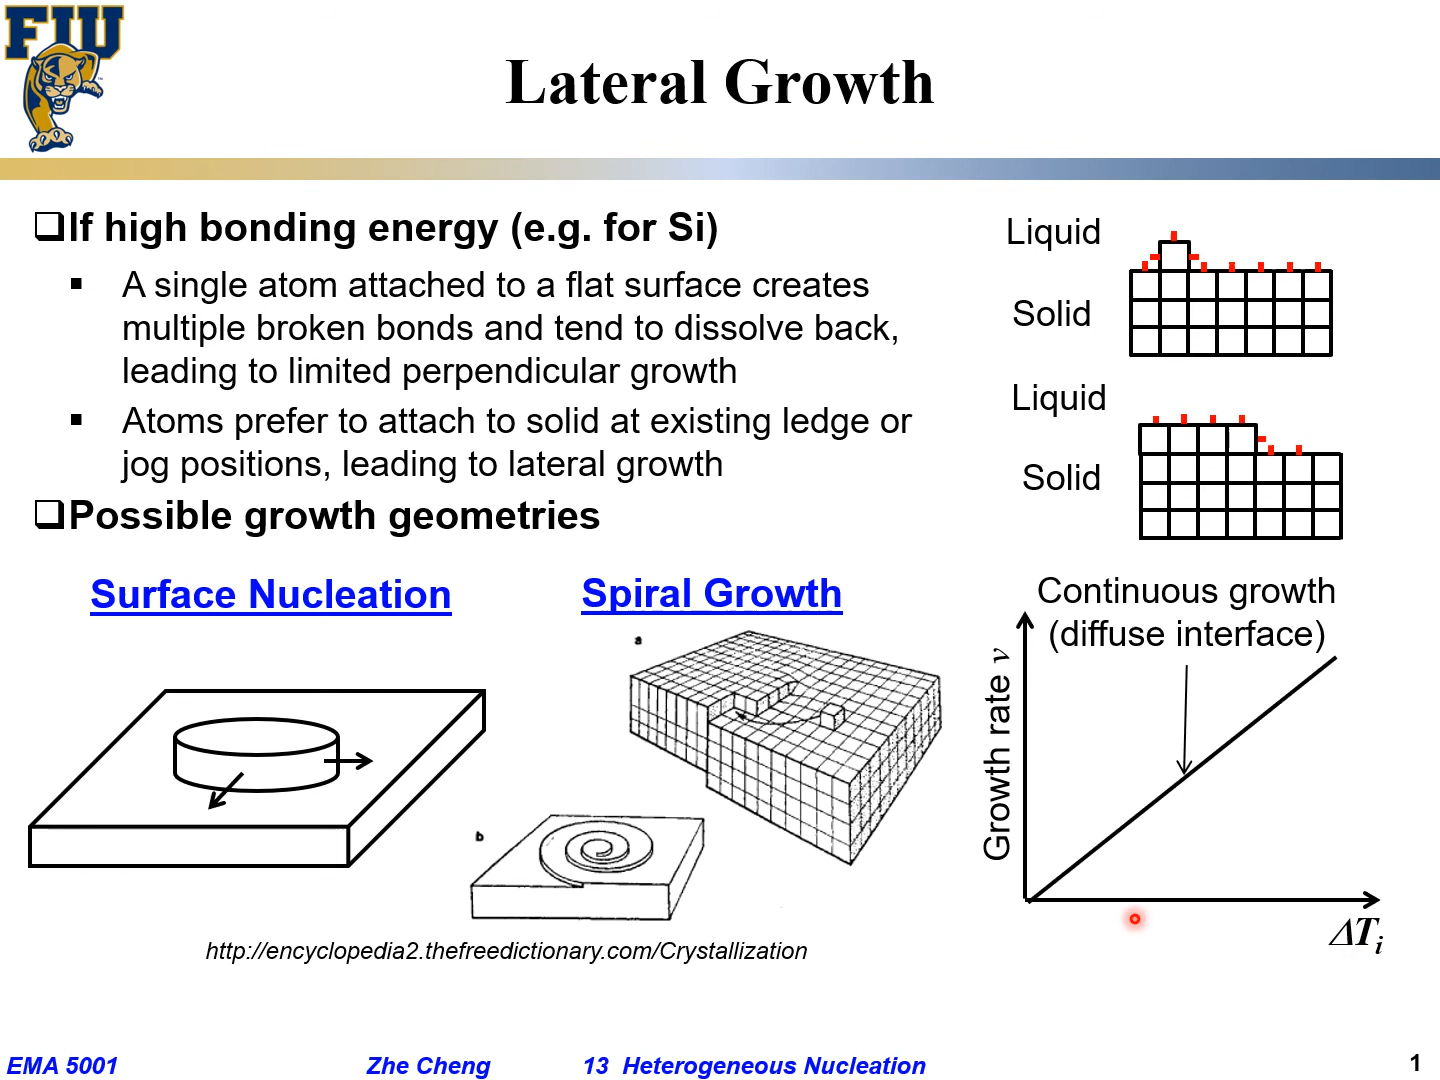 FIU
Lateral Growth
If high bonding energy (e.g. for Si)
A single atom attached to a flat surface creates
multiple broken bonds and tend to dissolve back,
leading to limited perpendicular growth
Atoms prefer to attach to solid at existing ledge or
jog positions, leading to lateral growth
Possible growth geometries
Liquid
Solid
Liquid
Solid
Surface Nucleation
Spiral Growth
a
b
http://encyclopedia2.thefreedictionary.com/Crystallization
Continuous growth
(diffuse interface)
Growth rate v
ΔTi
EMA 5001
Zhe Cheng
13 Heterogeneous Nucleation
1